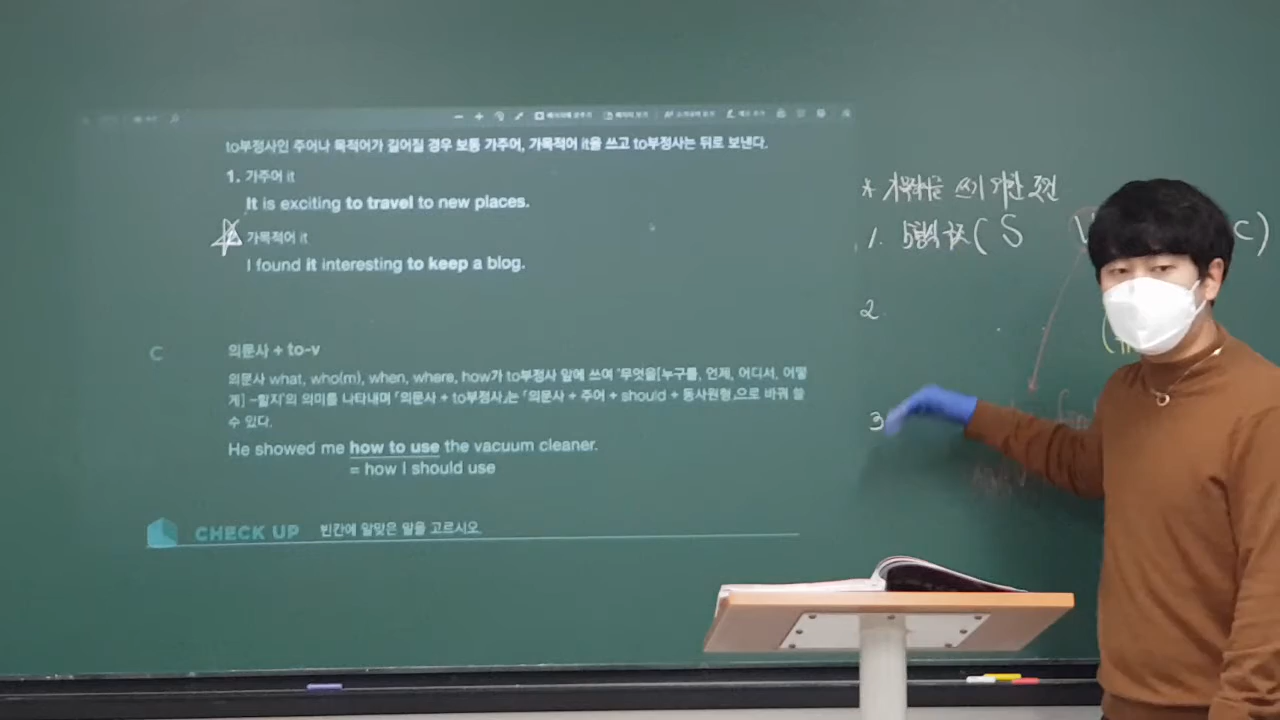 to부정사인 주어나 목적어가 길어질 경우 보통 가주어, 가목적어 it을 쓰고 to부정사는 뒤로 보낸다.
1. 가주어 it
It is exciting to travel to new places.
가목적어 it
I found it interesting to keep a blog.
C 의문사 + to-v
의문사 what, who(m), when, where, how가 to부정사 앞에 쓰여 '무엇을[누구를, 언제, 어디서, 어떻
게] ~할지'의 의미를 나타내며 「의문사 + to부정사」는 「의문사 + 주어 + should + 동사원형」으로 바꿔 쓸
수 있다.
He showed me how to use the vacuum cleaner.
= how I should use
CHECK UP 빈칸에 알맞은 말을 고르시오.
* 쓰기 위한 조건
1. 5형식 ( S C )
2.
3